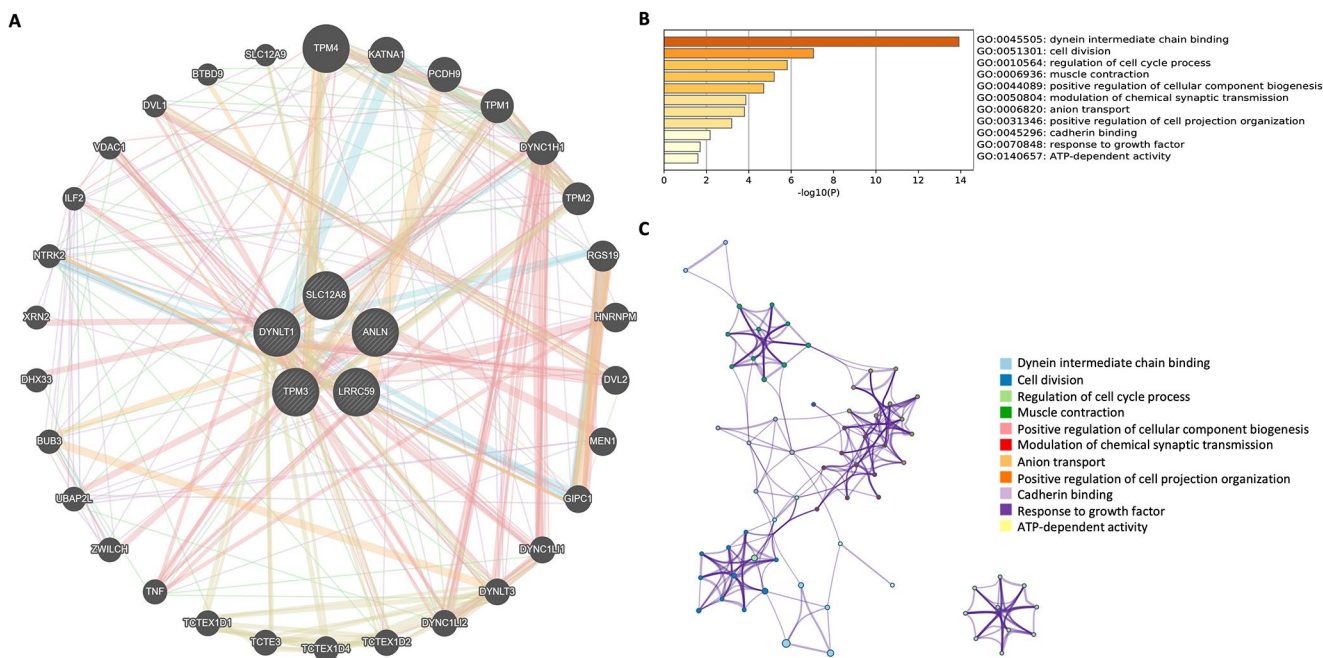 A
SLC12A9
TPM4
KATNA1
BTBD9
PCDH9
DVL1
TPM1
VDAC1
DYNC1H1
ILF2
TPM2
NTRK2
RGS19
SLC12A8
XRN2
DYNLT1
ANLN
HNRNPM
DHX33
TPM3
LRRC59
DVL2
BUB3
MEN1
UBAP2L
GIPC1
ZWILCH
DYNC1LI1
TNF
DYNLT3
TCTEX1D1
DYNC1LI2
TCTE3
TCTEX1D4
TCTEX1D2
B
GO:0045505: dynein intermediate chain binding
GO:0051301: cell division
GO:0010564: regulation of cell cycle process
GO:0006936: muscle contraction
GO:0044089: positive regulation of cellular component biogenesis
GO:0050804: modulation of chemical synaptic transmission
GO:0006820: anion transport
GO:0031346: positive regulation of cell projection organization
GO:0045296: cadherin binding
GO:0070848: response to growth factor
GO:0140657: ATP-dependent activity
0 2 4 6 8 10 12 14
-log10(P)
C
Dynein intermediate chain binding
Cell division
Regulation of cell cycle process
Muscle contraction
Positive regulation of cellular component biogenesis
Modulation of chemical synaptic transmission
Anion transport
Positive regulation of cell projection organization
Cadherin binding
Response to growth factor
ATP-dependent activity